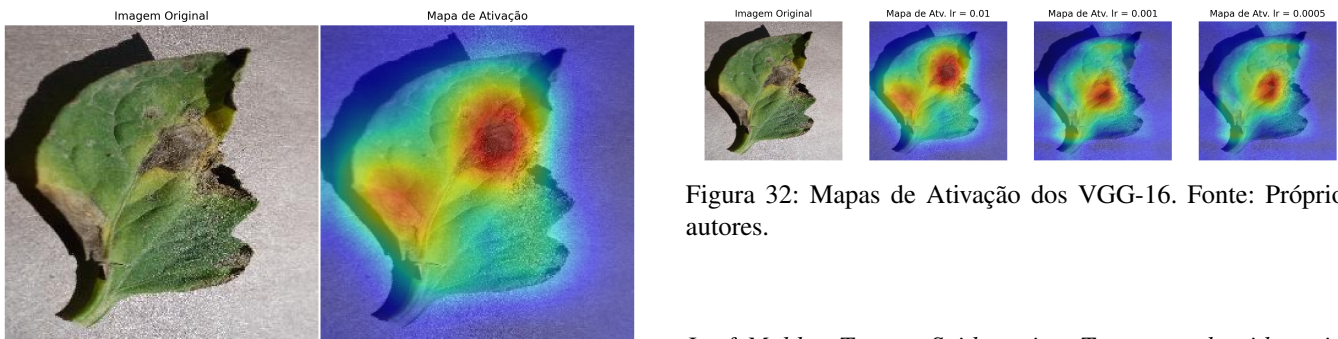 Imagem Original
Mapa de Ativação
Imagem Original
Mapa de Atv. lr = 0.01
Mapa de Atv. lr = 0.001
Mapa de Atv. lr = 0.0005
Figura 32: Mapas de Ativação dos VGG-16. Fonte: Próprio
autores.